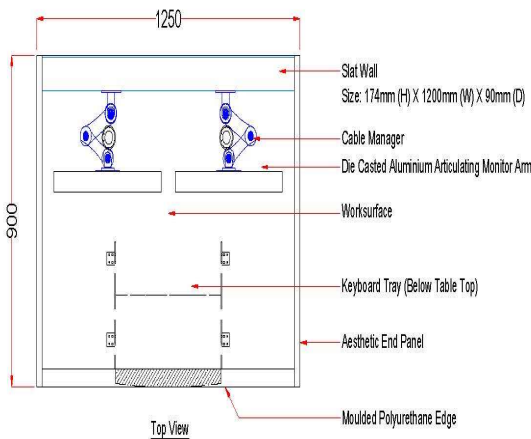 1250
Slat Wall
Size: 174mm (H) X 1200mm (W) X 90mm (D)
Cable Manager
Die Casted Aluminium Articulating Monitor Arm
Worksurface
900
Keyboard Tray (Below Table Top)
Aesthetic End Panel
Moulded Polyurethane Edge
Top View